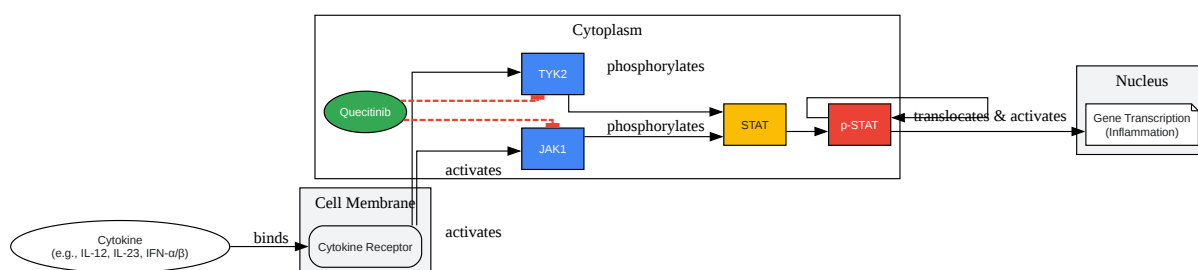 Cytoplasm
TYK2
phosphorylates
Quecitinib
JAK1
phosphorylates
STAT
p-STAT
translocates & activates
Nucleus
Gene Transcription
(Inflammation)
activates
Cell Membrane
Cytokine Receptor
activates
binds
Cytokine
(e.g., IL-12, IL-23, IFN-α/β)